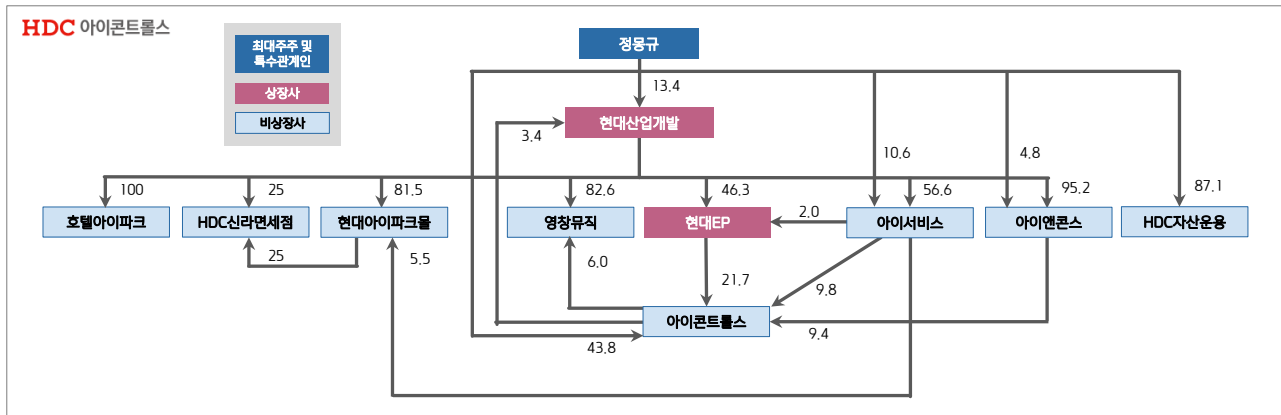 HDC 아이콘트롤스
최대주주 및
특수관계인
상장사
비상장사
정몽규
13.4
현대산업개발
3.4
10.6
4.8
87.1
100
25
81.5
82.6
46.3
56.6
95.2
호텔아이파크
HDC신라면세점
현대아이파크몰
영창뮤직
현대EP
2.0
아이서비스
아이앤콘스
HDC자산운용
25
5.5
6.0
21.7
9.8
아이콘트롤스
43.8
9.4